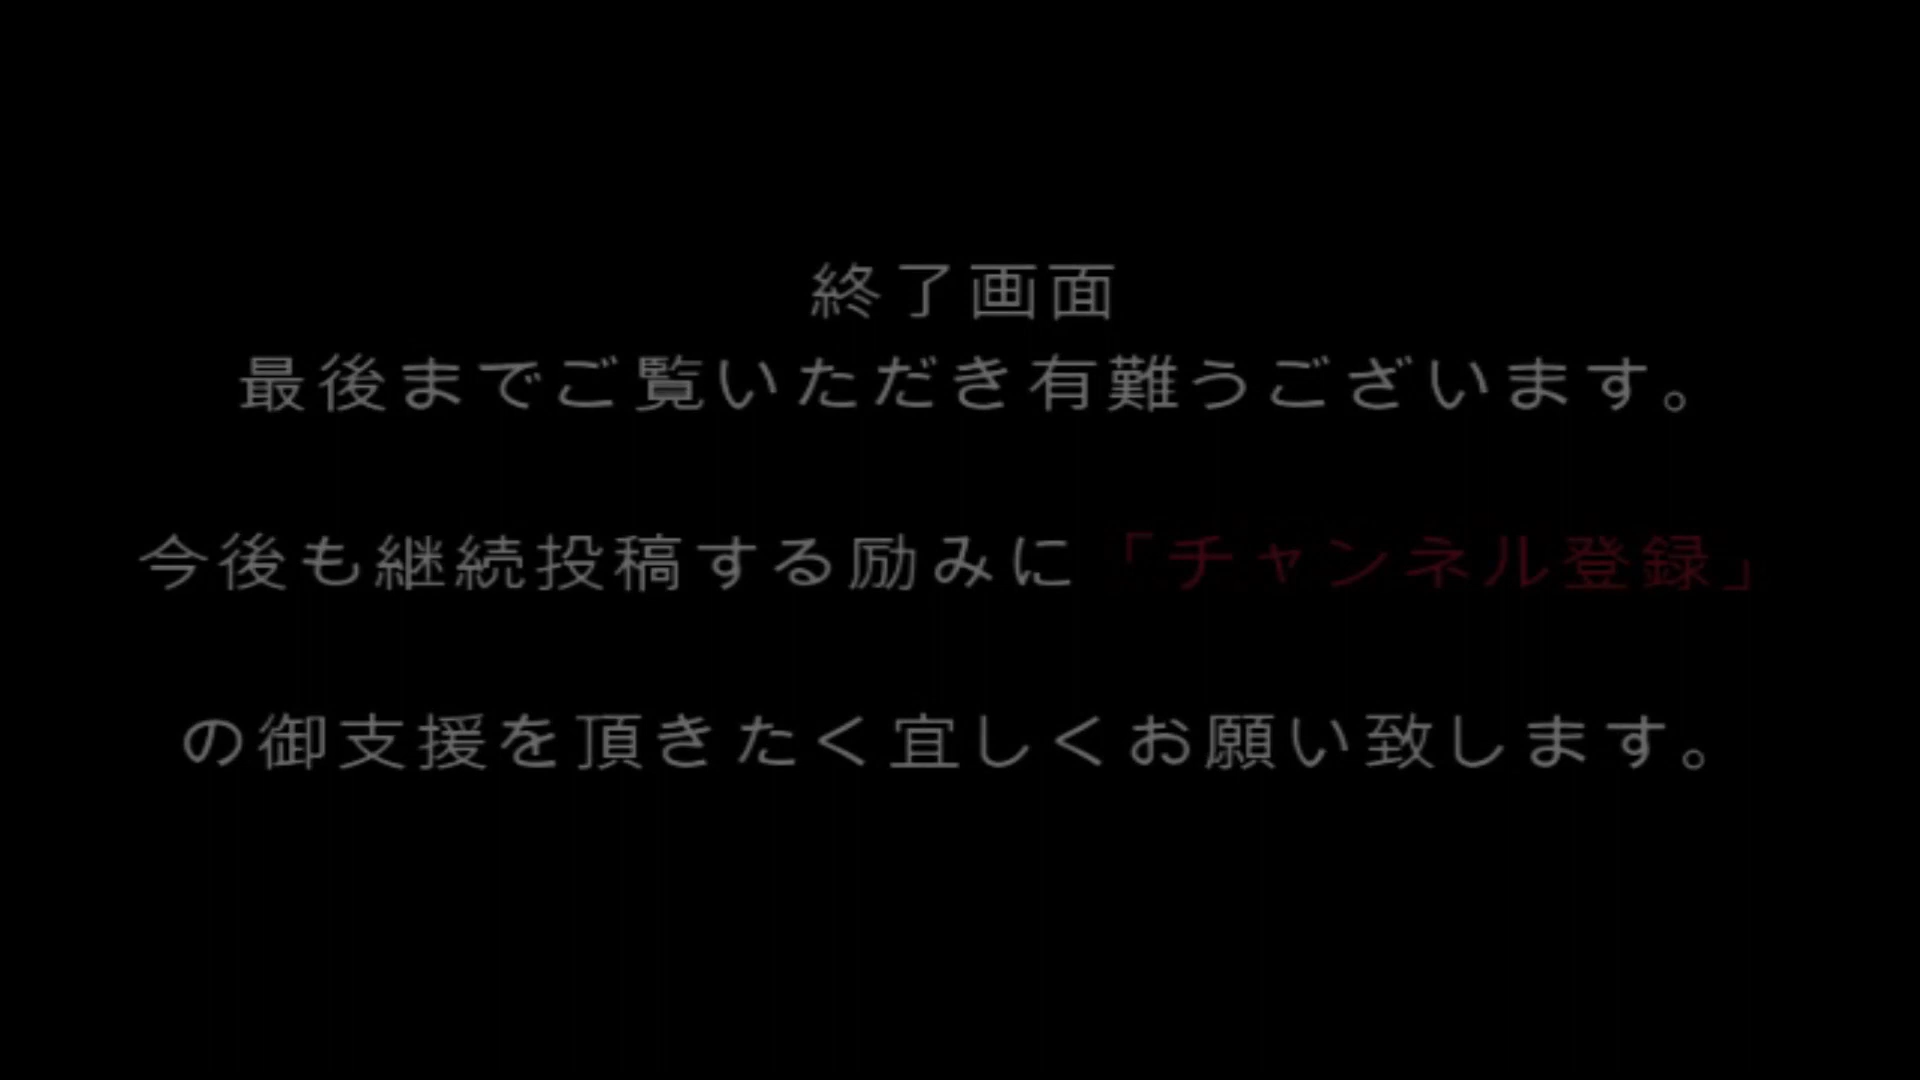 終了画面
最後までご覧いただき有難うございます。
今後も継続投稿する励みに「チャンネル登録」
の御支援を頂きたく宜しくお願い致します。